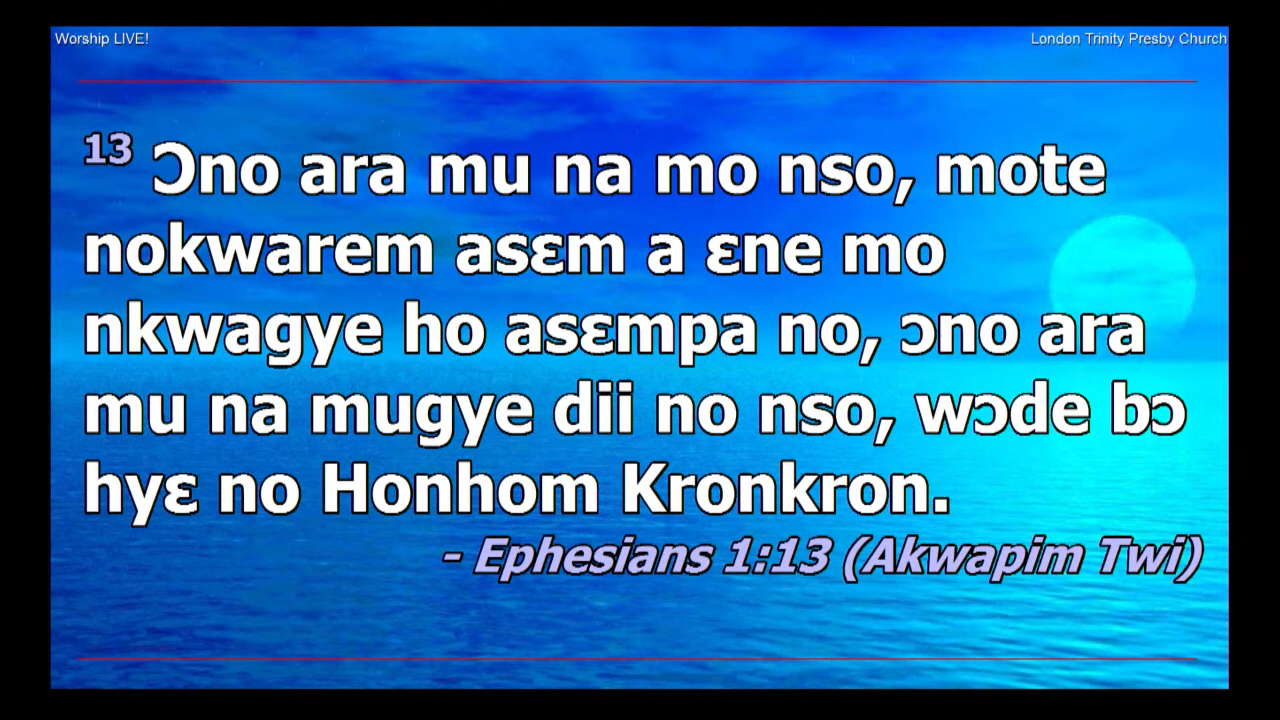 Worship LIVE!
London Trinity Presby Church
13 Ɔno ara mu na mo nso, mote
nokwarem asɛm a ɛne mo
nkwagye ho asɛmpa no, ɔno ara
mu na mugye dii no nso, wɔde bɔ
hyɛ no Honhom Kronkron.
- Ephesians 1:13 (Akwapim Twi)